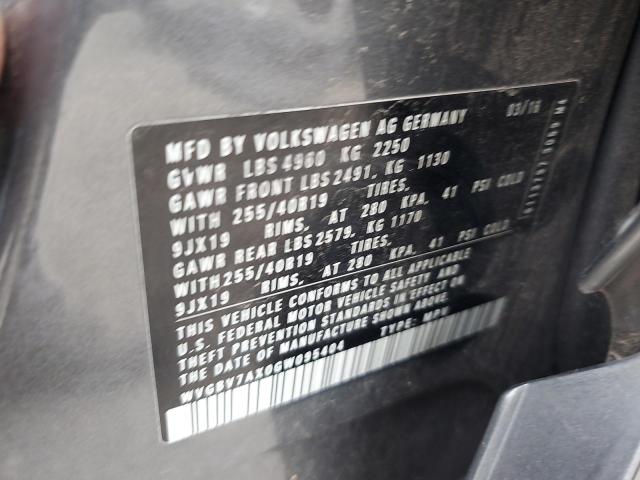 03/16
MFD BY VOLKSWAGEN AG GERMANY
GVWR LBS 4960 KG 2250
GAWR FRONT LBS 2491, KG 1130
WITH 255/40R19 TIRES,
9JX19 RIMS, AT 280 KPA, 41 PSI COLD
GAWR REAR LBS 2579, KG 1170
WITH 255/40R19 TIRES,
9JX19 RIMS, AT 280 KPA, 41 PSI COLD
THIS VEHICLE CONFORMS TO ALL APPLICABLE
U.S. FEDERAL MOTOR VEHICLE SAFETY AND
THEFT PREVENTION STANDARDS IN EFFECT ON
THE DATE OF MANUFACTURE SHOWN ABOVE.
WVGBV7AX0GW095404 TYPE: MPV